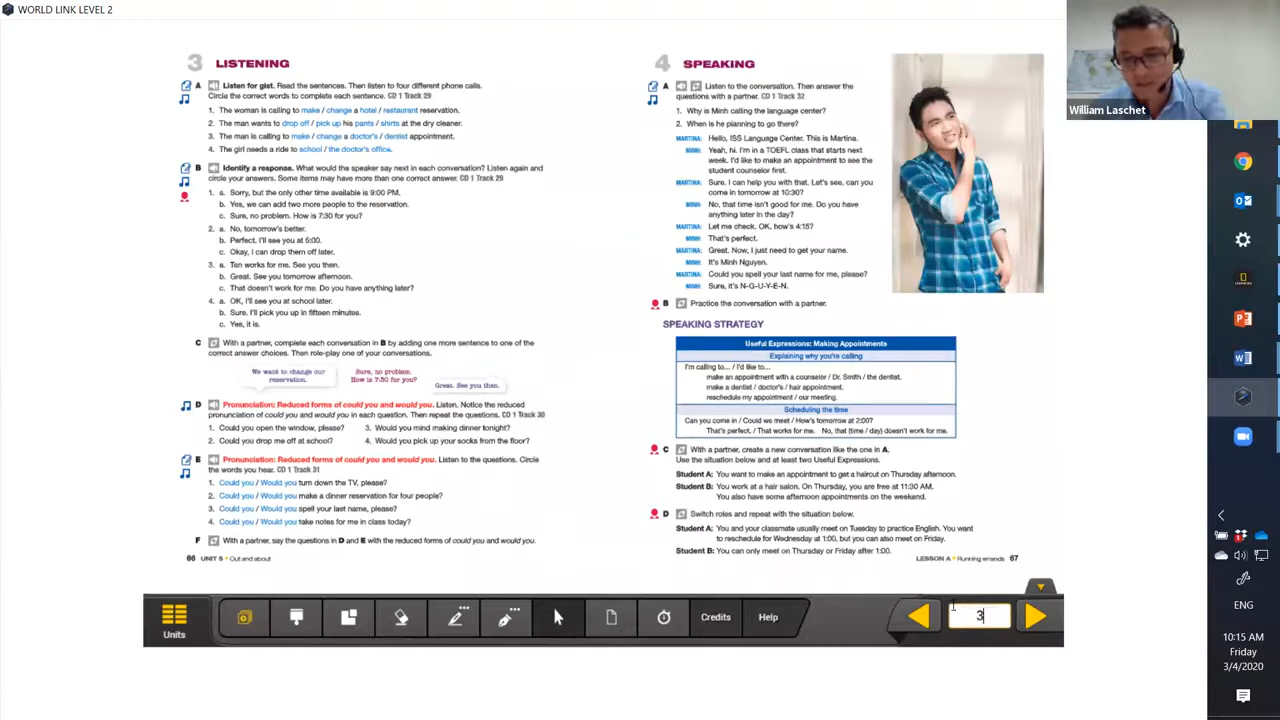 WORLD LINK LEVEL 2
William Laschet
3 LISTENING
A Listen for gist. Read the sentences. Then listen to four different phone calls.
Circle the correct words to complete each sentence. CD 1 Track 29
1. The woman is calling to make / change a hotel / restaurant reservation.
2. The man wants to drop off / pick up his pants / shirts at the dry cleaner.
3. The man is calling to make / change a doctor's / dentist appointment.
4. The girl needs a ride to school / the doctor's office.
B Identify a response. What would the speaker say next in each conversation? Listen again and
circle your answers. Some items may have more than one correct answer. CD 1 Track 29
1. a. Sorry, but the only other time available is 9:00 PM.
b. Yes, we can add two more people to the reservation.
c. Sure, no problem. How is 7:30 for you?
2. a. No, tomorrow's better.
b. Perfect. I'll see you at 5:00.
c. Okay, I can drop them off later.
3. a. Ten works for me. See you then.
b. Great. See you tomorrow afternoon.
c. That doesn't work for me. Do you have anything later?
4. a. OK, I'll see you at school later.
b. Sure. I'll pick you up in fifteen minutes.
c. Yes, it is.
C With a partner, complete each conversation in B by adding one more sentence to one of the
correct answer choices. Then role-play one of your conversations.
We want to change our
reservation.
Sure, no problem.
How is 7:30 for you?
Great. See you then.
D Pronunciation: Reduced forms of could you and would you. Listen. Notice the reduced
pronunciation of could you and would you in each question. Then repeat the questions. CD 1 Track 30
1. Could you open the window, please? 3. Would you mind making dinner tonight?
2. Could you drop me off at school? 4. Would you pick up your socks from the floor?
E Pronunciation: Reduced forms of could you and would you. Listen to the questions. Circle
the words you hear. CD 1 Track 31
1. Could you / Would you turn down the TV, please?
2. Could you / Would you make a dinner reservation for four people?
3. Could you / Would you spell your last name, please?
4. Could you / Would you take notes for me in class today?
F With a partner, say the questions in D and E with the reduced forms of could you and would you.
66 UNIT 5 • Out and about
4 SPEAKING
A Listen to the conversation. Then answer the
questions with a partner. CD 1 Track 32
1. Why is Minh calling the language center?
2. When is he planning to go there?
MARTINA: Hello, ISS Language Center. This is Martina.
MINH: Yeah, hi. I'm in a TOEFL class that starts next
week. I'd like to make an appointment to see the
student counselor first.
MARTINA: Sure. I can help you with that. Let's see, can you
come in tomorrow at 10:30?
MINH: No, that time isn't good for me. Do you have
anything later in the day?
MARTINA: Let me check. OK, how's 4:15?
MINH: That's perfect.
MARTINA: Great. Now, I just need to get your name.
MINH: It's Minh Nguyen.
MARTINA: Could you spell your last name for me, please?
MINH: Sure, it's N-G-U-Y-E-N.
B Practice the conversation with a partner.
SPEAKING STRATEGY
Useful Expressions: Making Appointments
Explaining why you're calling
I'm calling to... / I'd like to...
make an appointment with a counselor / Dr. Smith / the dentist.
make a dentist / doctor's / hair appointment.
reschedule my appointment / our meeting.
Scheduling the time
Can you come in / Could we meet / How's tomorrow at 2:00?
That's perfect. / That works for me. No, that (time / day) doesn't work for me.
C With a partner, create a new conversation like the one in A.
Use the situation below and at least two Useful Expressions.
Student A: You want to make an appointment to get a haircut on Thursday afternoon.
Student B: You work at a hair salon. On Thursday, you are free at 11:30 AM.
You also have some afternoon appointments on the weekend.
D Switch roles and repeat with the situation below.
Student A: You and your classmate usually meet on Tuesday to practice English. You want
to reschedule for Wednesday at 1:00, but you can also meet on Friday.
Student B: You can only meet on Thursday or Friday after 1:00.
LESSON A • Running errands 67
Units
Credits
Help
3
ENG
10:15 AM
Friday
3/4/2020